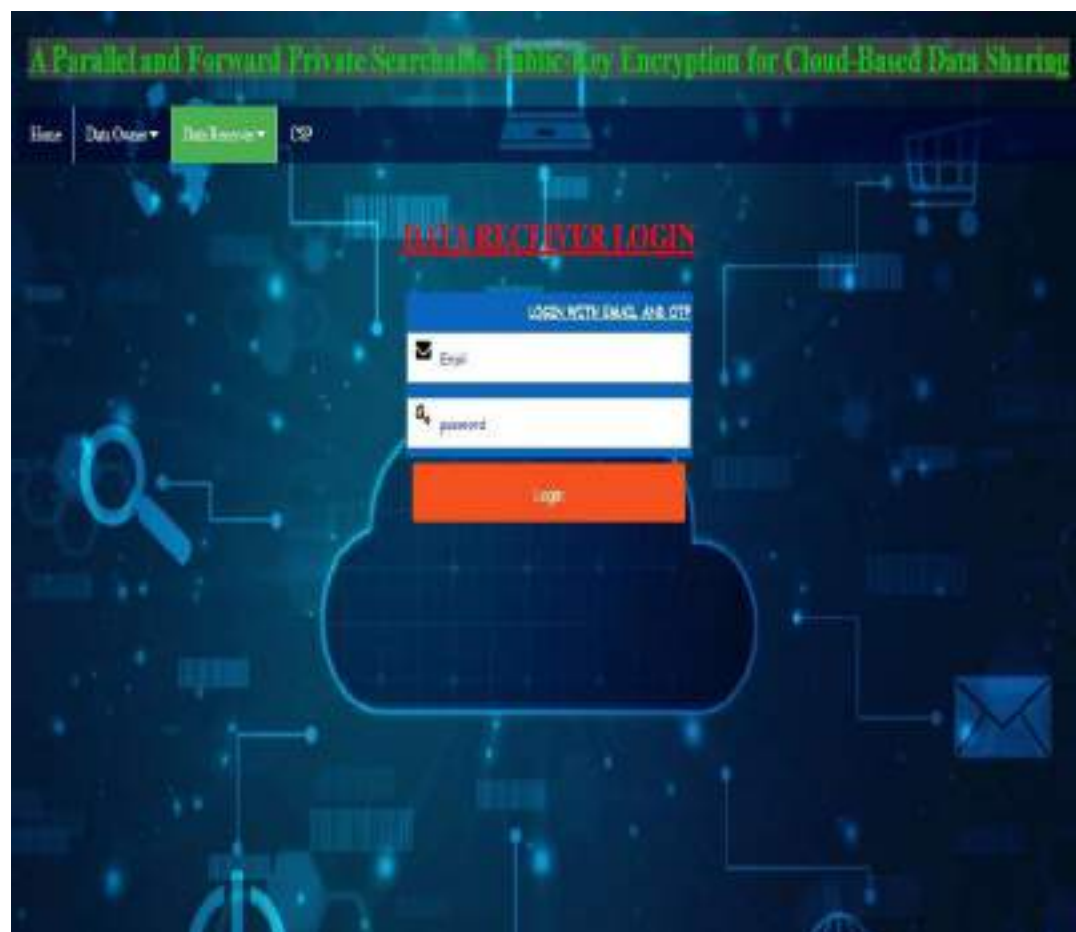 A Parallel and Forward Private Searchable Public-Key Encryption for Cloud-Based Data Sharing
Home Data Owner Data Receiver CSP
DATA RECEIVER LOGIN
LOGIN WITH EMAIL AND OTP
Email
password
Login